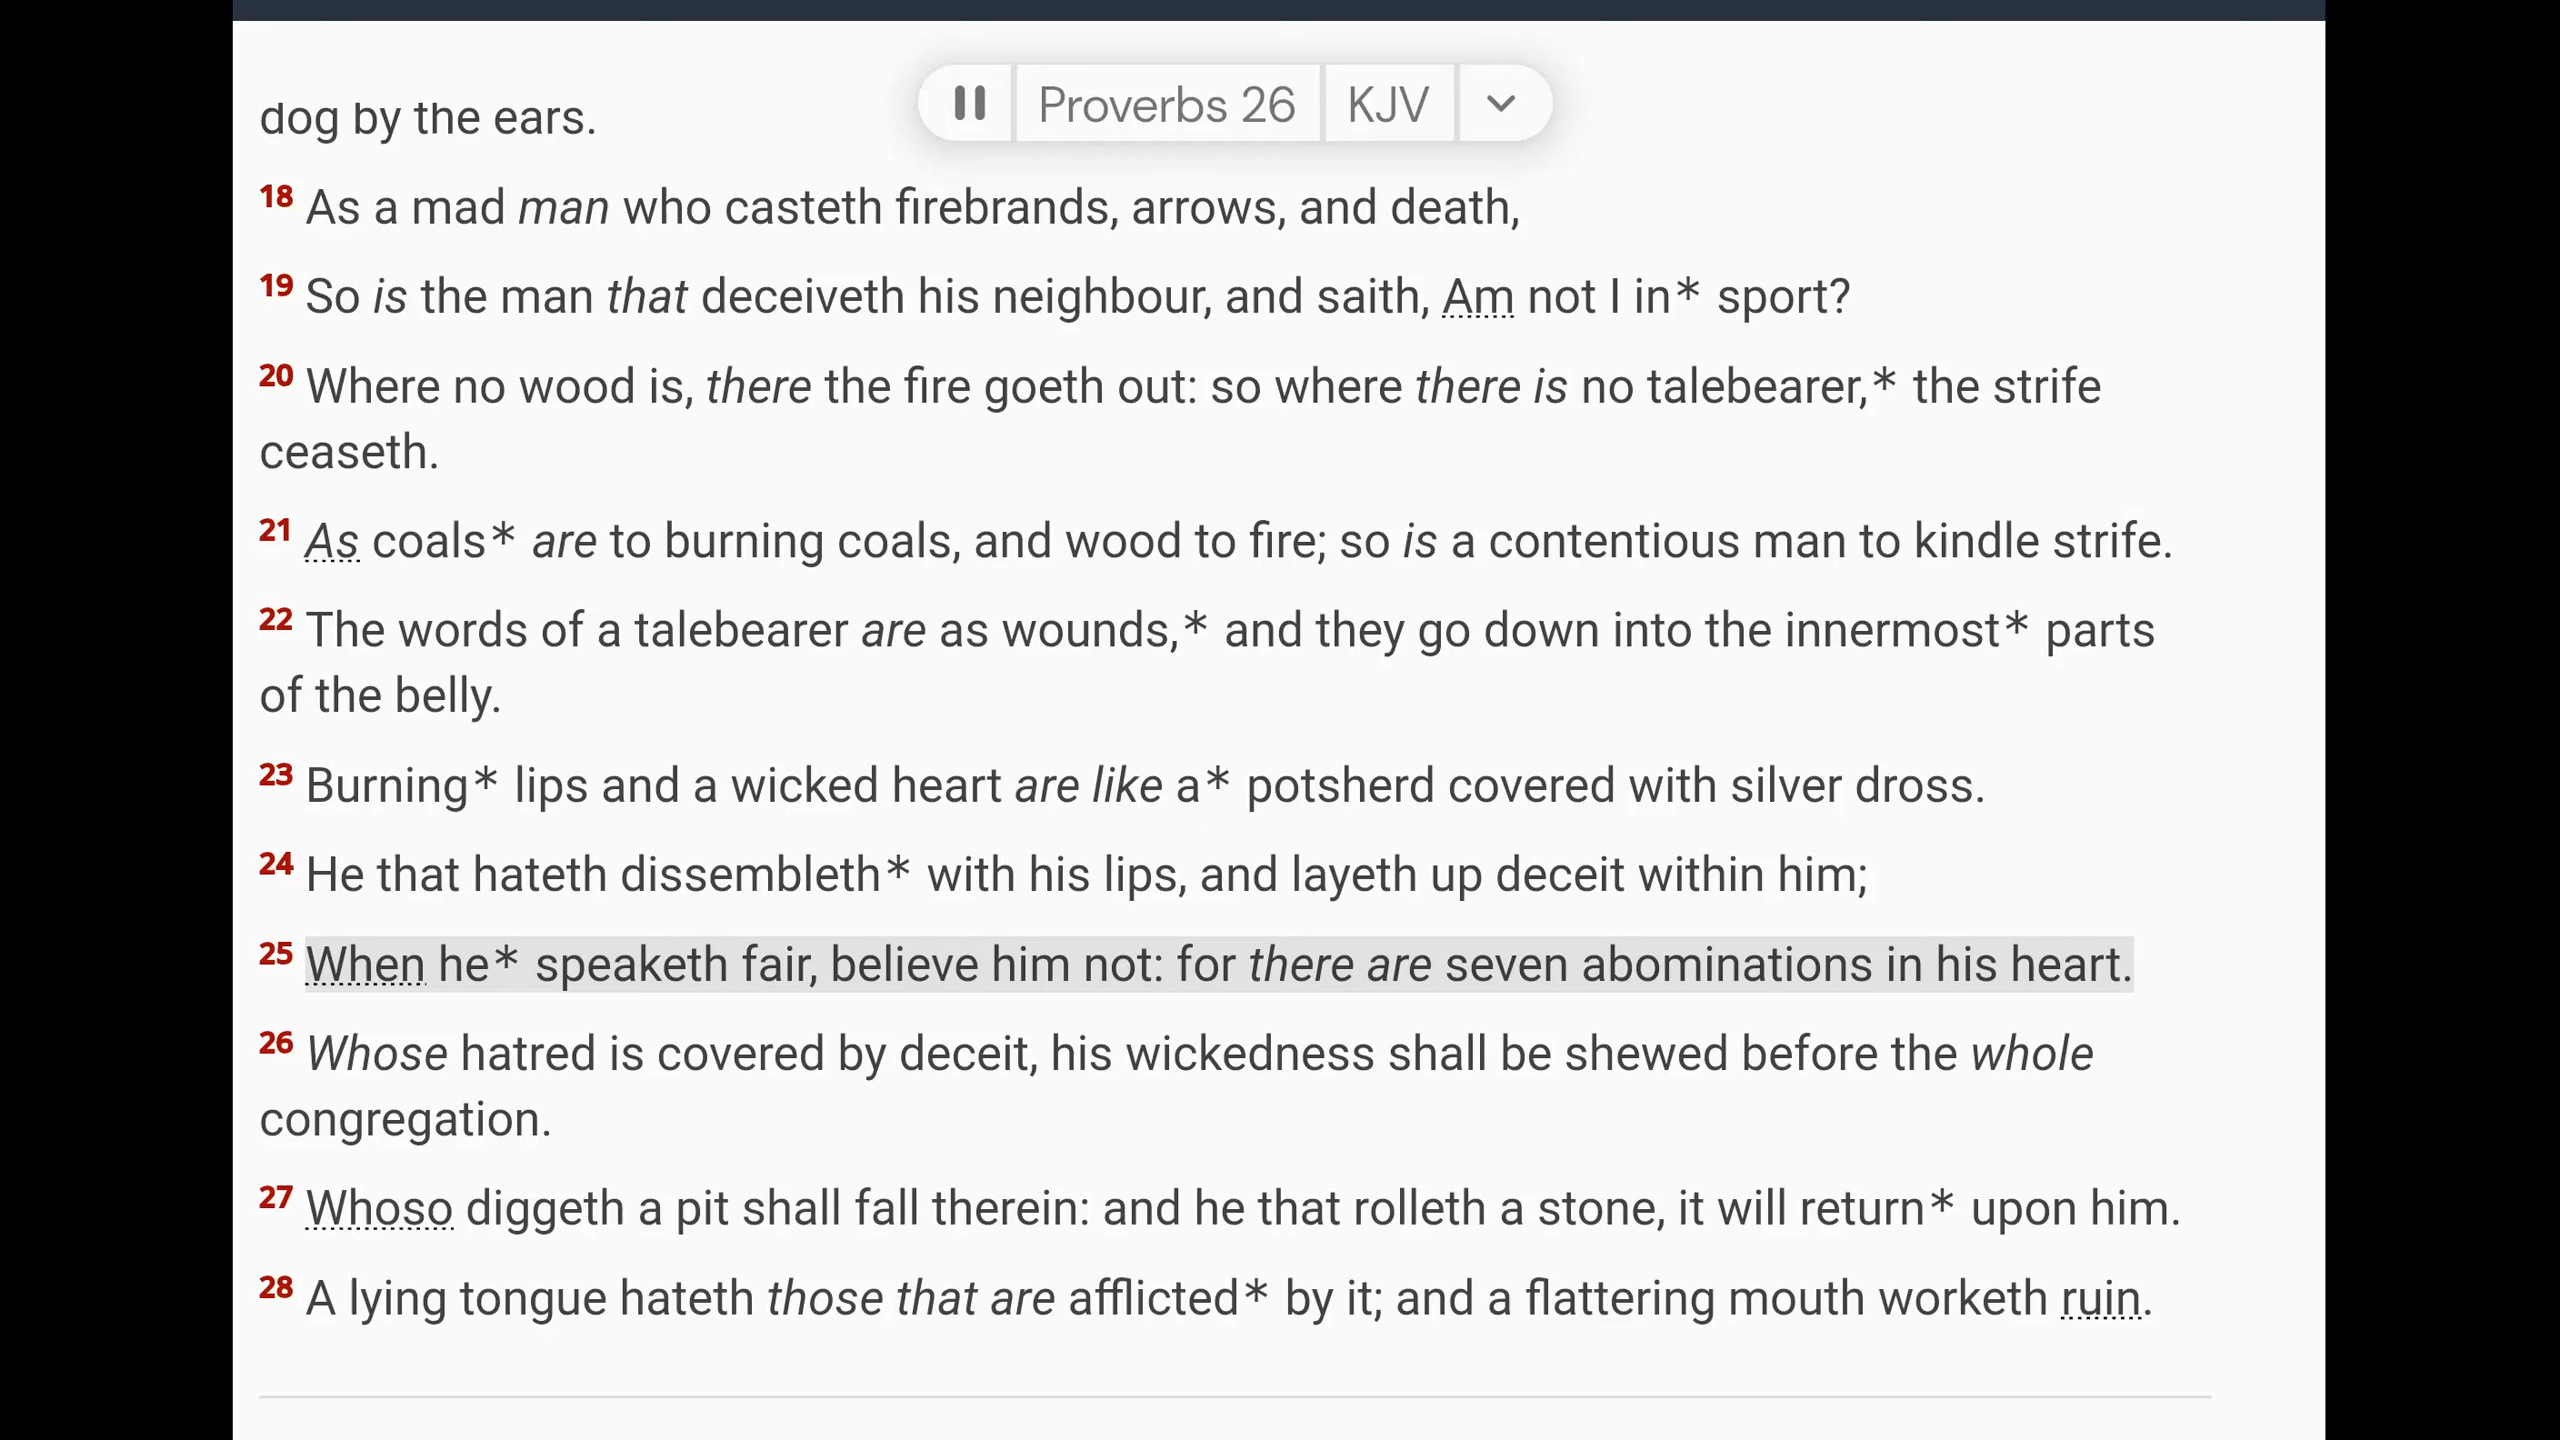 dog by the ears.
Proverbs 26 KJV
18 As a mad man who casteth firebrands, arrows, and death,
19 So is the man that deceiveth his neighbour, and saith, Am not I in* sport?
20 Where no wood is, there the fire goeth out: so where there is no talebearer,* the strife
ceaseth.
21 As coals* are to burning coals, and wood to fire; so is a contentious man to kindle strife.
22 The words of a talebearer are as wounds,* and they go down into the innermost* parts
of the belly.
23 Burning* lips and a wicked heart are like a* potsherd covered with silver dross.
24 He that hateth dissembleth* with his lips, and layeth up deceit within him;
25 When he* speaketh fair, believe him not: for there are seven abominations in his heart.
26 Whose hatred is covered by deceit, his wickedness shall be shewed before the whole
congregation.
27 Whoso diggeth a pit shall fall therein: and he that rolleth a stone, it will return* upon him.
28 A lying tongue hateth those that are afflicted* by it; and a flattering mouth worketh ruin.